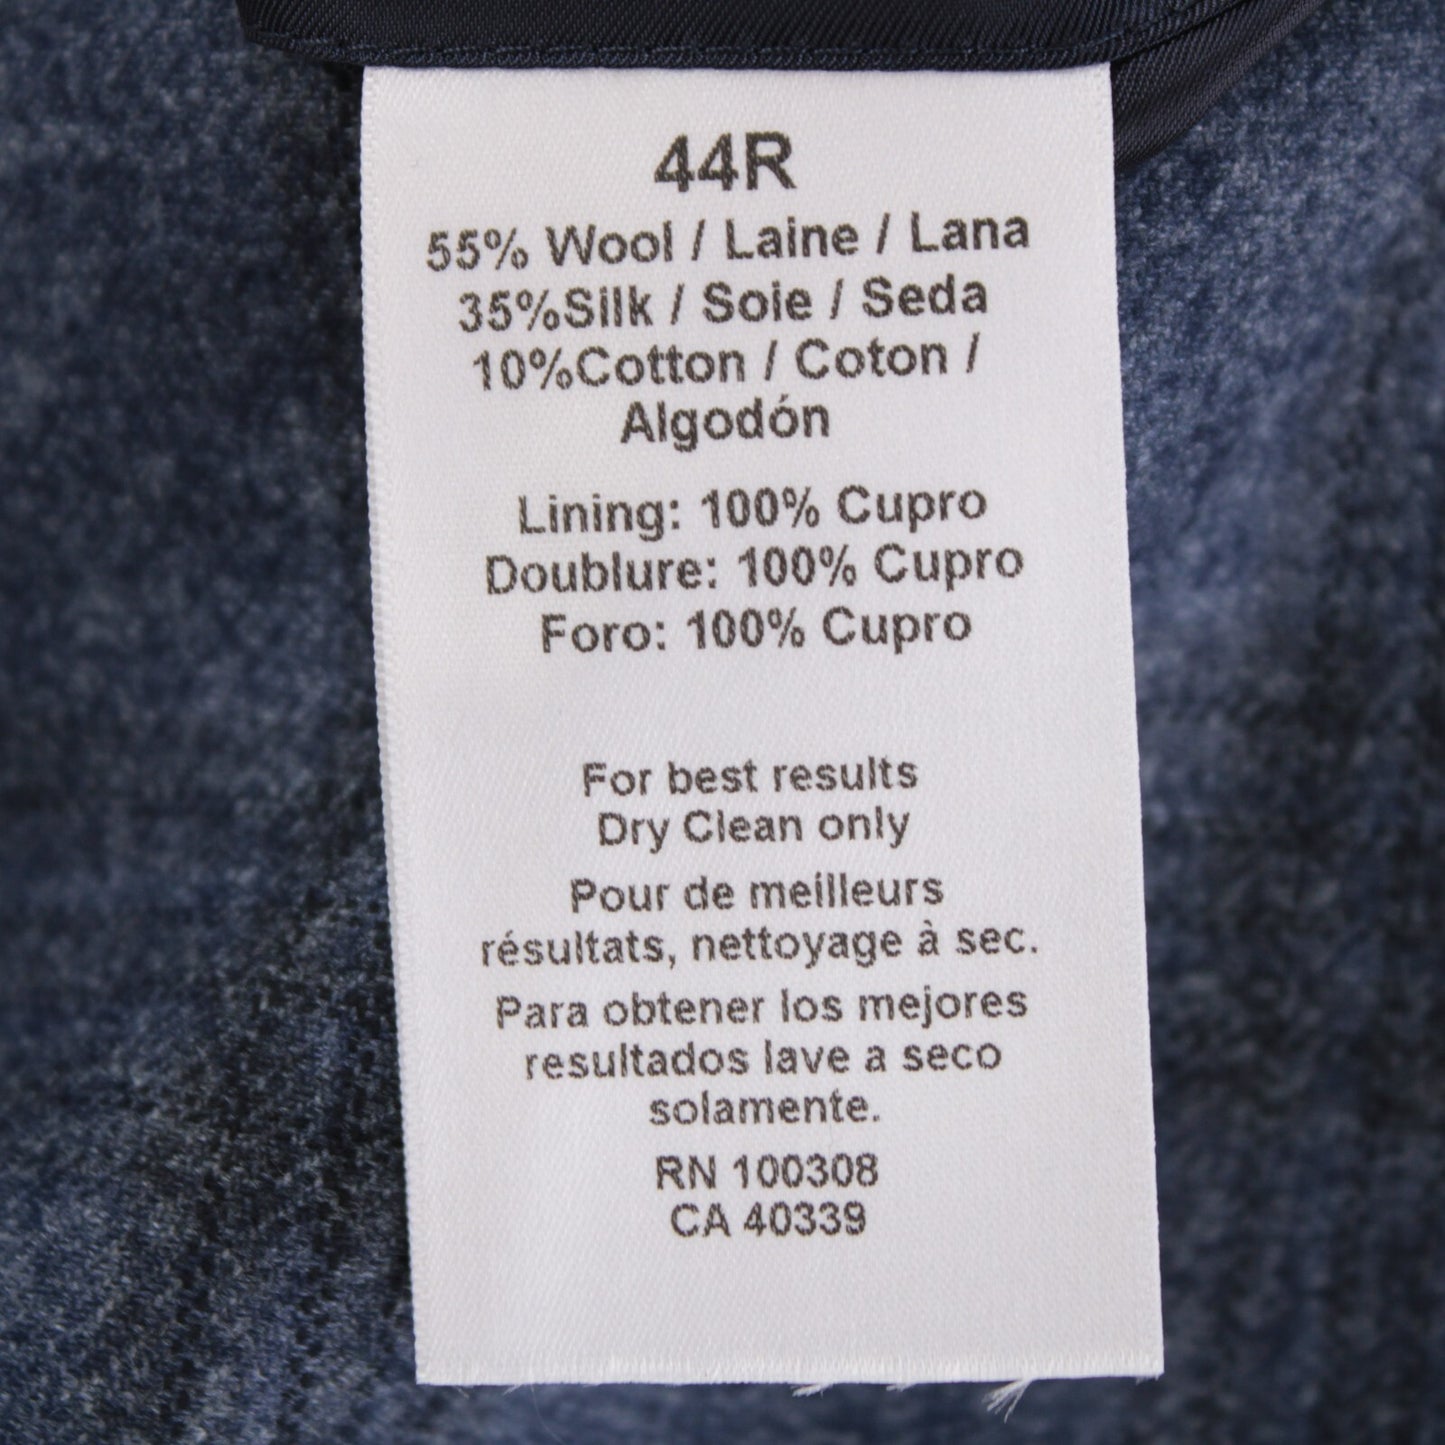 44R
55% Wool / Laine / Lana
35%Silk / Soie / Seda
10%Cotton / Coton /
Algodón
Lining: 100% Cupro
Doublure: 100% Cupro
Foro: 100% Cupro
For best results
Dry Clean only
Pour de meilleurs
résultats, nettoyage à sec.
Para obtener los mejores
resultados lave a seco
solamente.
RN 100308
CA 40339